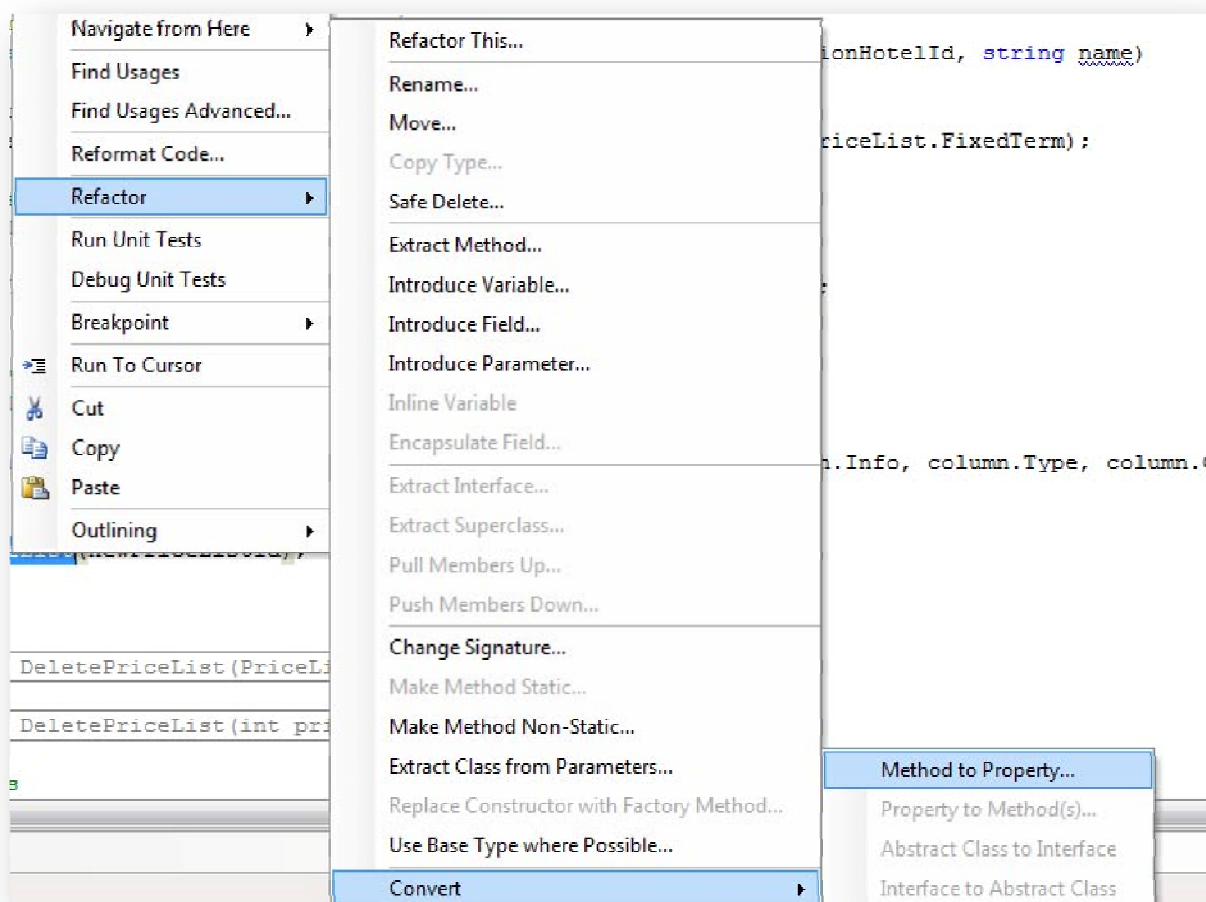 Navigate from Here
Find Usages
Find Usages Advanced...
Reformat Code...
Refactor
Run Unit Tests
Debug Unit Tests
Breakpoint
Run To Cursor
Cut
Copy
Paste
Outlining
Refactor This...
Rename...
Move...
Copy Type...
Safe Delete...
Extract Method...
Introduce Variable...
Introduce Field...
Introduce Parameter...
Inline Variable
Encapsulate Field...
Extract Interface...
Extract Superclass...
Pull Members Up...
Push Members Down...
Change Signature...
Make Method Static...
Make Method Non-Static...
Extract Class from Parameters...
Replace Constructor with Factory Method...
Use Base Type where Possible...
Convert
Method to Property...
Property to Method(s)...
Abstract Class to Interface
Interface to Abstract Class
ionHotelId, string name)
riceList.FixedTerm);
;
n.Info, column.Type, column.
(newPriceListId);
DeletePriceList(PriceLi
DeletePriceList(int pri
s